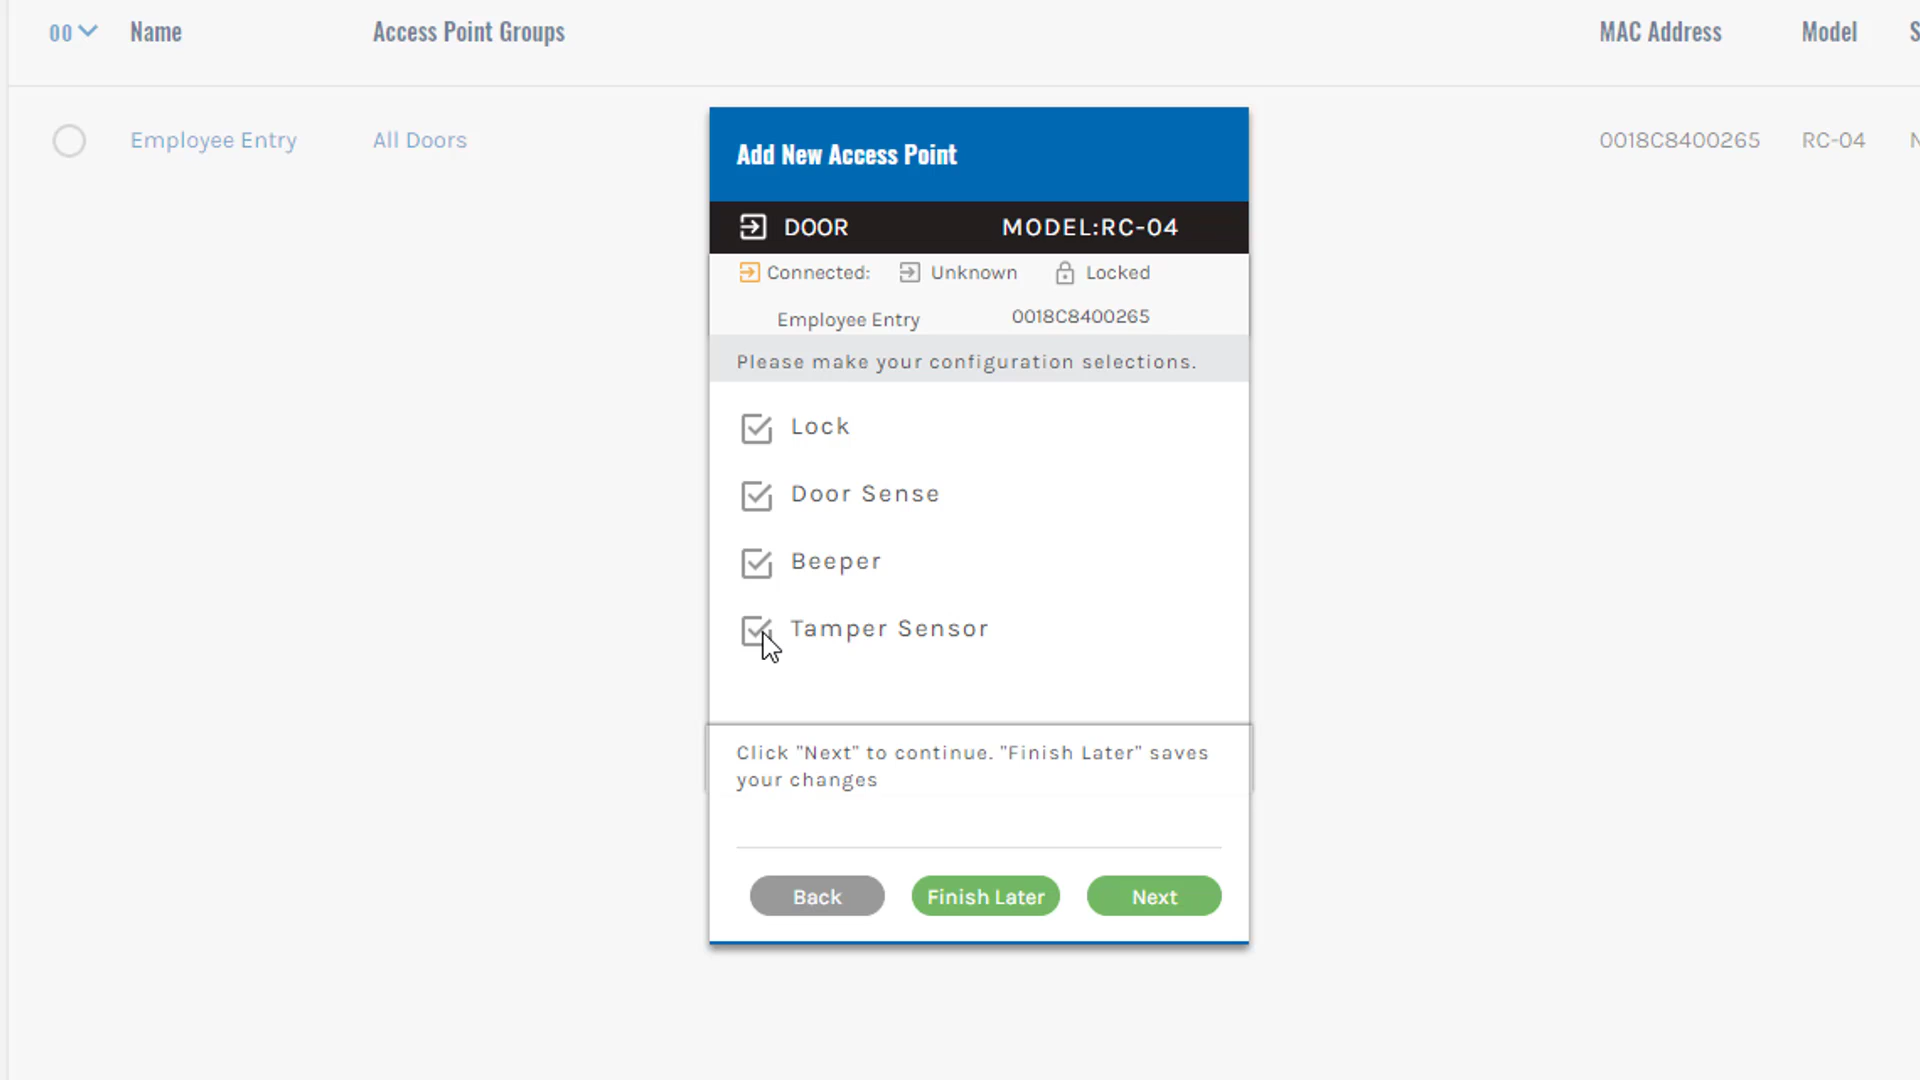 00 Name Access Point Groups MAC Address Model S
Employee Entry All Doors 0018C8400265 RC-04 N
Add New Access Point
DOOR MODEL:RC-04
Connected: Unknown Locked
Employee Entry 0018C8400265
Please make your configuration selections.
Lock
Door Sense
Beeper
Tamper Sensor
Click "Next" to continue. "Finish Later" saves
your changes
Back Finish Later Next